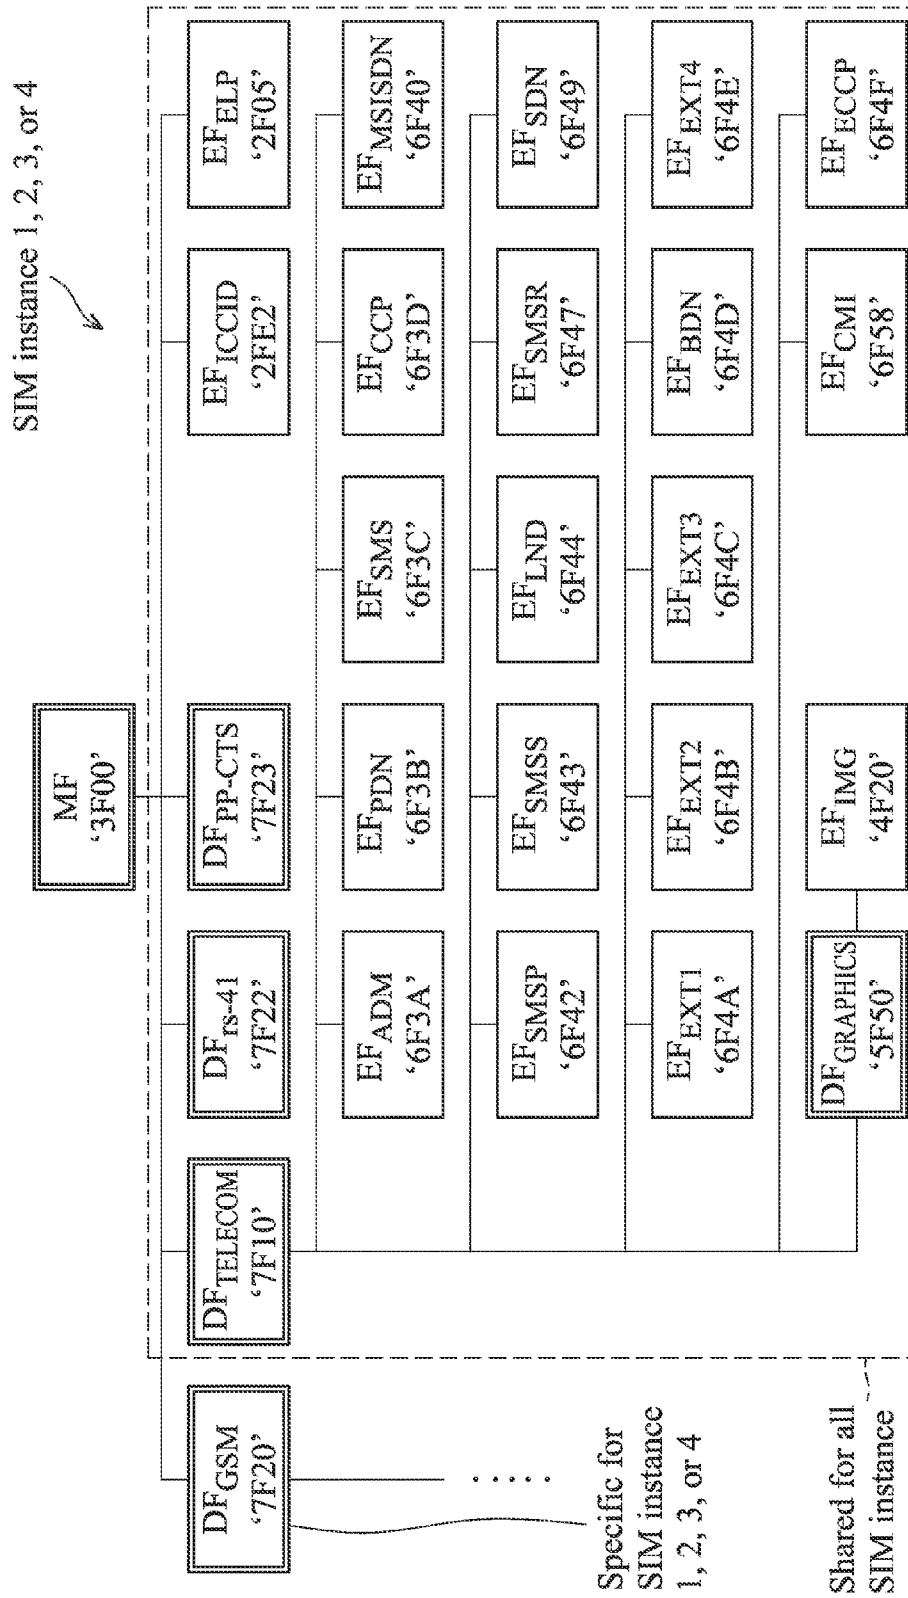 SIM instance 1, 2, 3, or 4
MF
‘3F00’
DFGSM
‘7F20’
DFTELECOM
‘7F10’
DFrs-41
‘7F22’
DFPP-CTS
‘7F23’
EFICCID
‘2FE2’
EFELP
‘2F05’
EFADM
‘6F3A’
EFPDN
‘6F3B’
EFSMS
‘6F3C’
EFCCP
‘6F3D’
EFMSISDN
‘6F40’
EFSMSP
‘6F42’
EFSMSS
‘6F43’
EFLND
‘6F44’
EFSMSR
‘6F47’
EFSDN
‘6F49’
EFEXT1
‘6F4A’
EFEXT2
‘6F4B’
EFEXT3
‘6F4C’
EFBDN
‘6F4D’
EFEXT4
‘6F4E’
DFGRAPHICS
‘5F50’
EFIMG
‘4F20’
EFCMI
‘6F58’
EFECCP
‘6F4F’
.....
Specific for
SIM instance
1, 2, 3, or 4
Shared for all
SIM instance